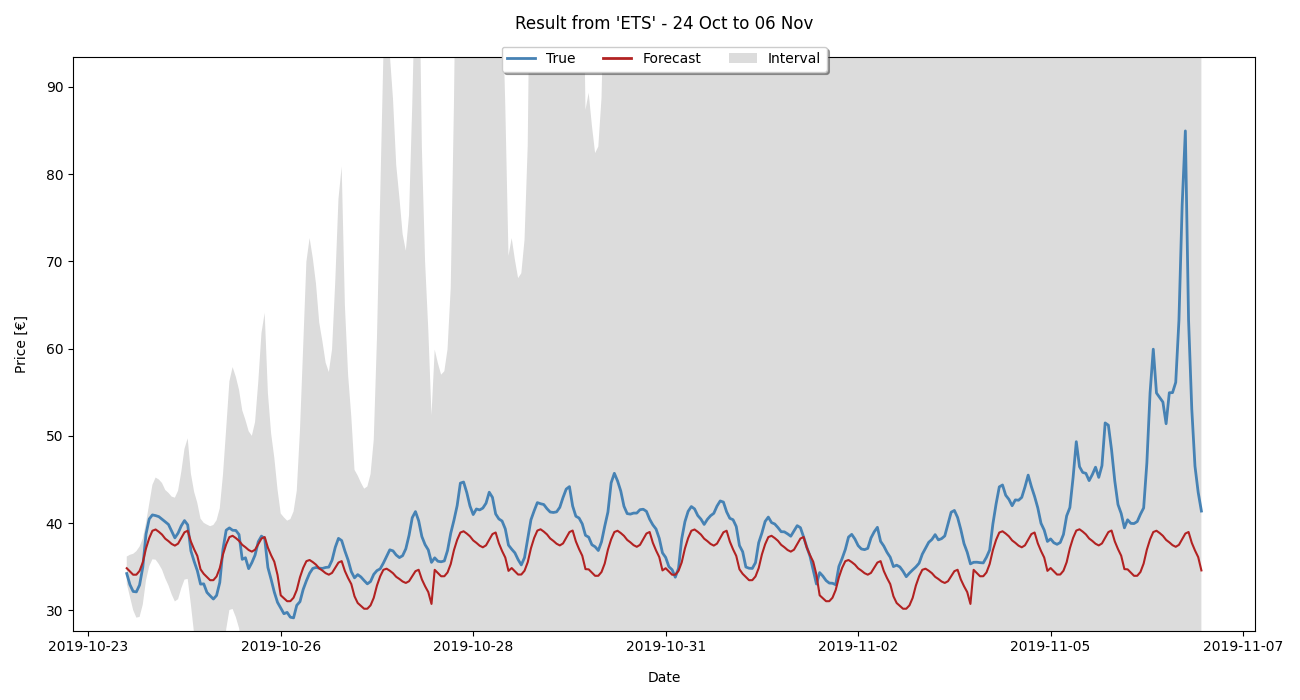 Result from 'ETS' - 24 Oct to 06 Nov
True Forecast Interval
90
80
70
60
50
40
30
Price [€]
2019-10-23 2019-10-26 2019-10-28 2019-10-31 2019-11-02 2019-11-05 2019-11-07
Date